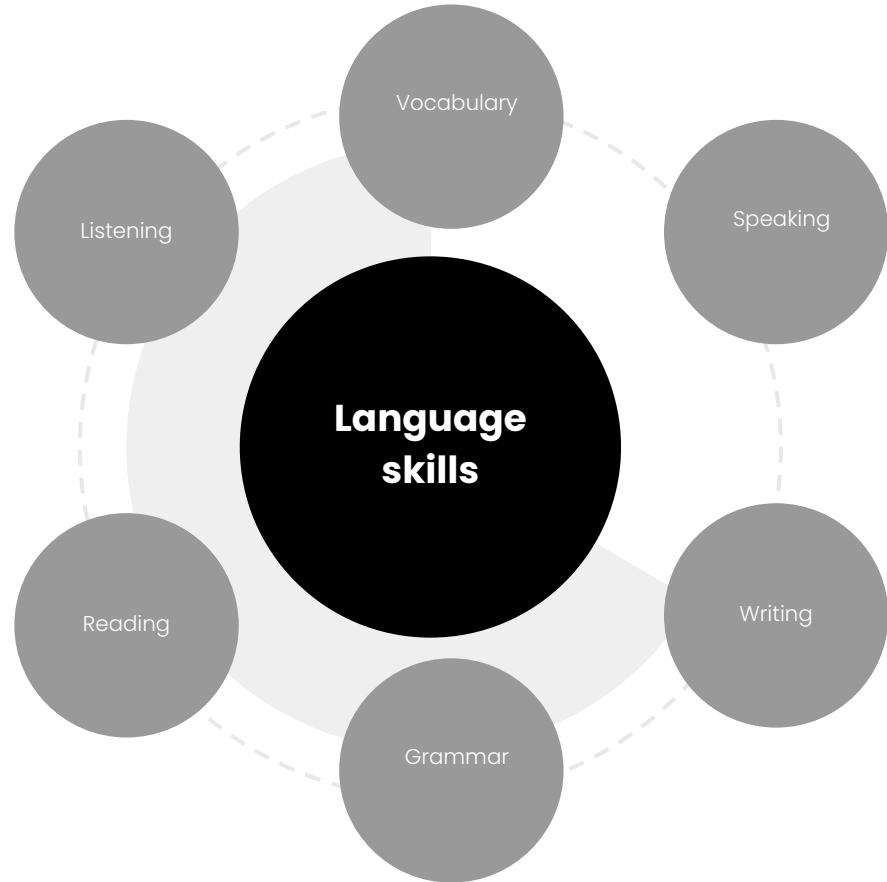 Vocabulary
Speaking
Listening
Language
skills
Writing
Reading
Grammar